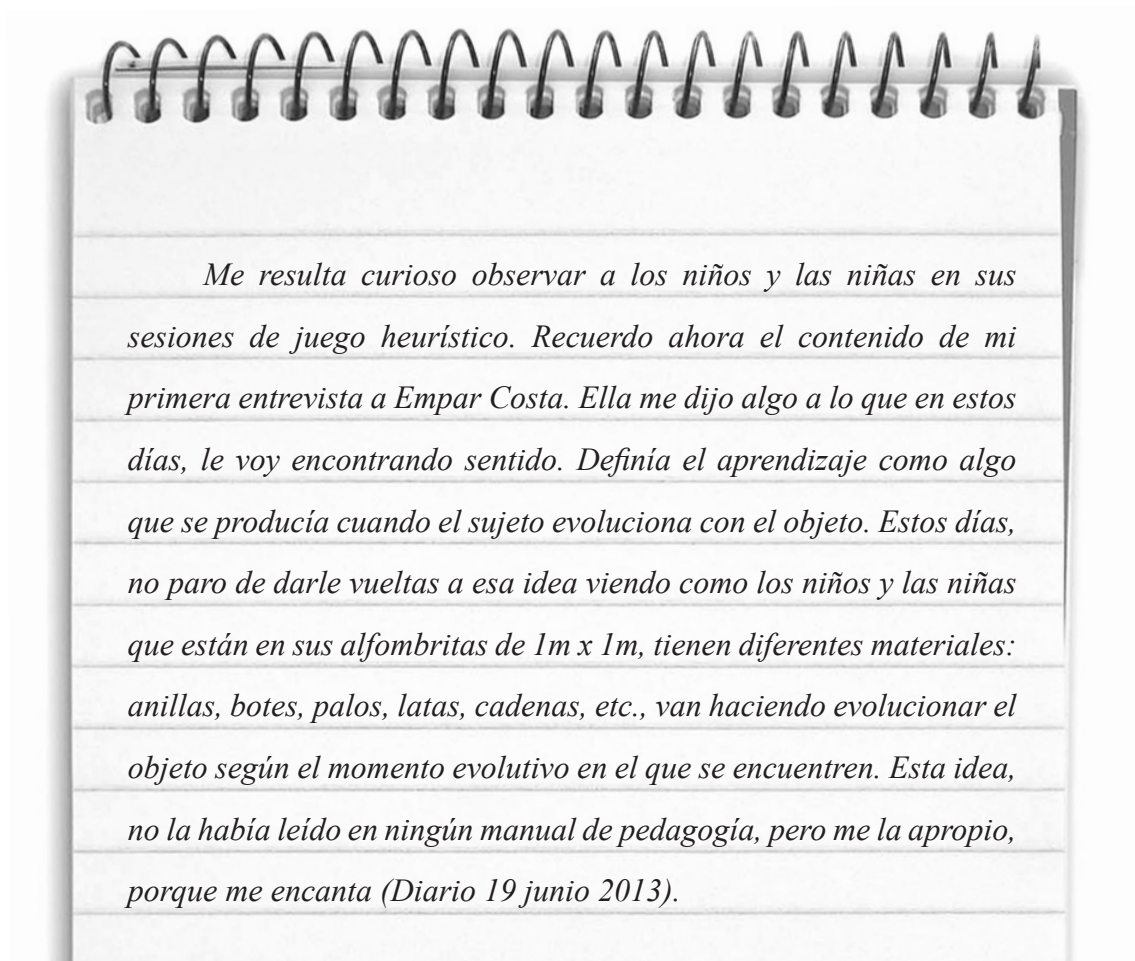 Me resulta curioso observar a los niños y las niñas en sus
sesiones de juego heurístico. Recuerdo ahora el contenido de mi
primera entrevista a Empar Costa. Ella me dijo algo a lo que en estos
días, le voy encontrando sentido. Definía el aprendizaje como algo
que se producía cuando el sujeto evoluciona con el objeto. Estos días,
no paro de darle vueltas a esa idea viendo como los niños y las niñas
que están en sus alfombritas de 1m x 1m, tienen diferentes materiales:
anillas, botes, palos, latas, cadenas, etc., van haciendo evolucionar el
objeto según el momento evolutivo en el que se encuentren. Esta idea,
no la había leído en ningún manual de pedagogía, pero me la apropio,
porque me encanta (Diario 19 junio 2013).